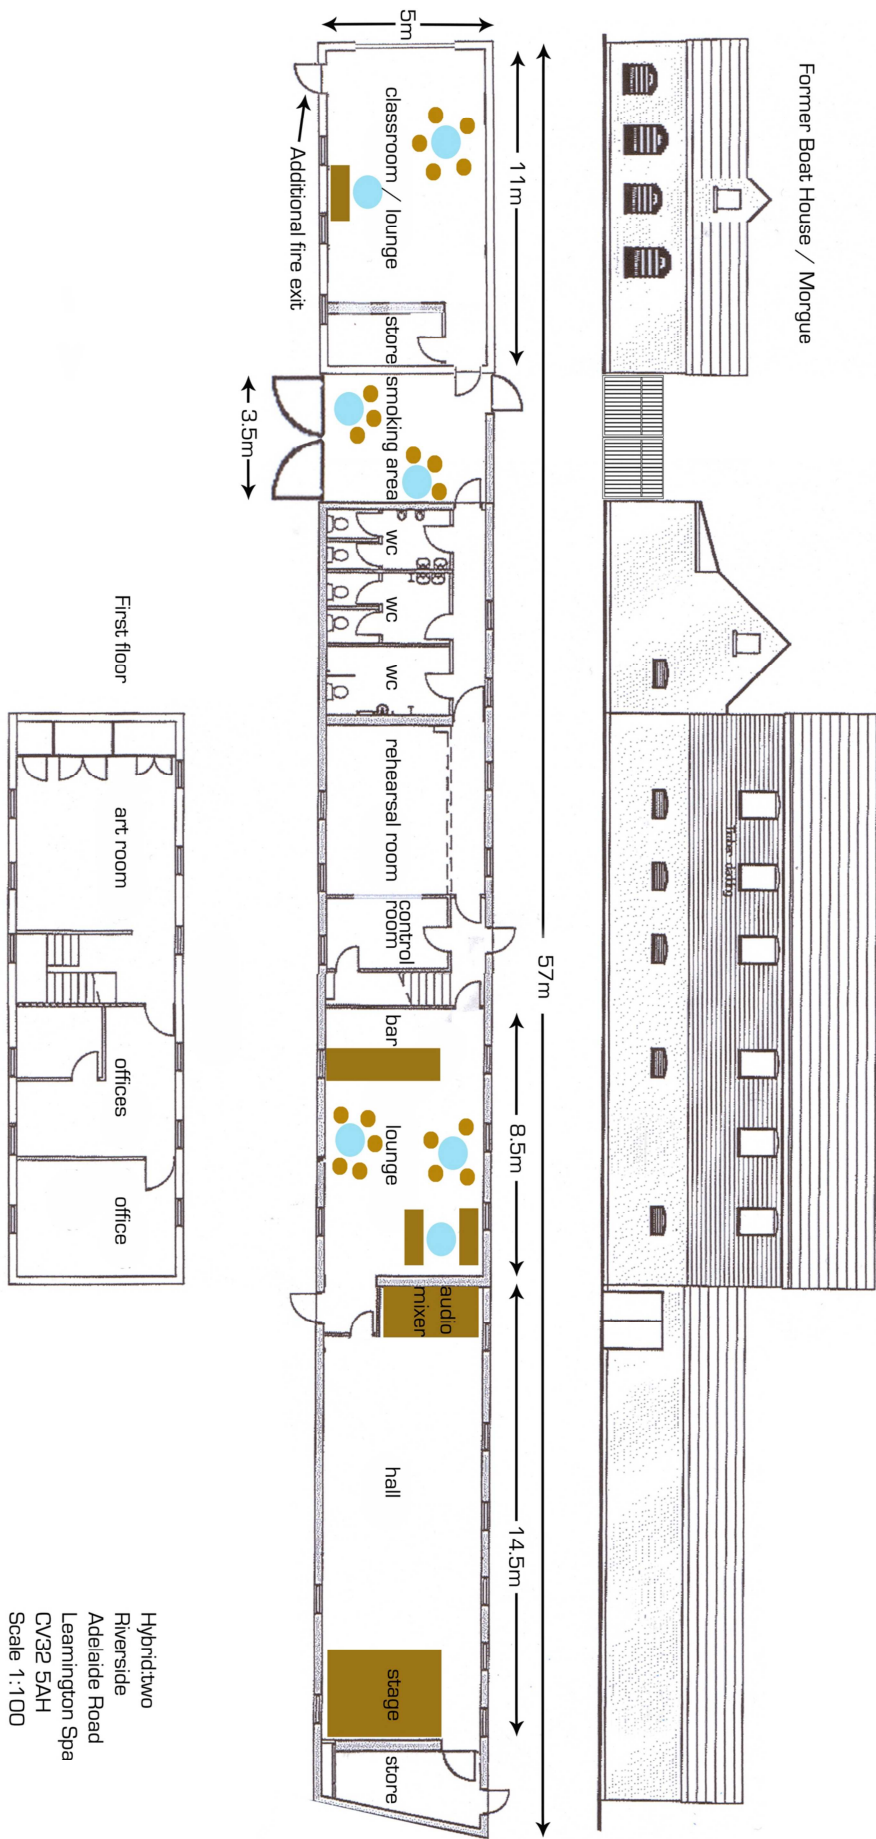 Former Boat House / Morgue
Timber cladding
57m
5m
11m
8.5m
14.5m
classroom / lounge
store
smoking area
wc
wc
wc
rehearsal room
control
room
bar
lounge
audio
mixer
hall
stage
store
Additional fire exit
3.5m
First floor
art room
offices
office
Hybrid:two
Riverside
Adelaide Road
Leamington Spa
CV32 5AH
Scale 1:100